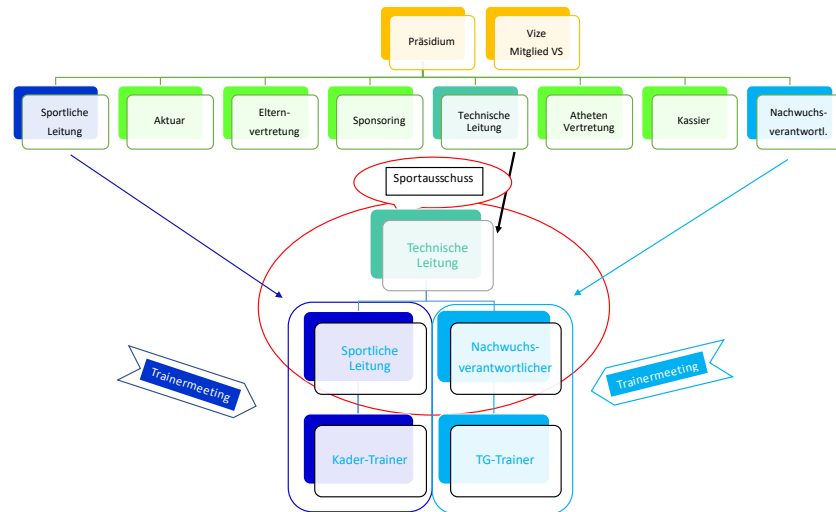 Präsidium
Vize
Mitglied VS
Sportliche
Leitung
Aktuar
Eltern-
vertretung
Sponsoring
Technische
Leitung
Atheten
Vertretung
Kassier
Nachwuchs-
verantwortl.
Sportausschuss
Technische
Leitung
Sportliche
Leitung
Nachwuchs-
verantwortlicher
Trainermeeting
Trainermeeting
Kader-Trainer
TG-Trainer